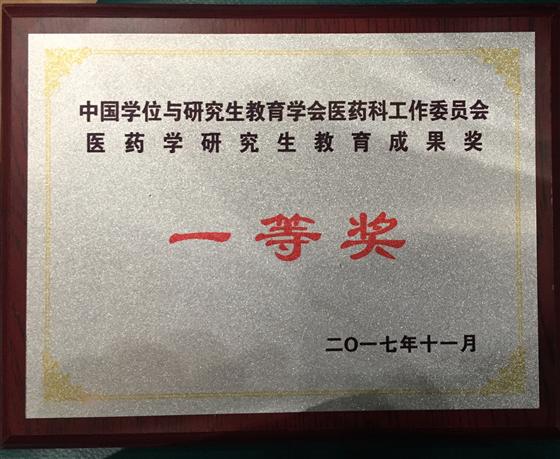 中国学位与研究生教育学会医药科工作委员会
医药学研究生教育成果奖
一等奖
二〇一七年十一月